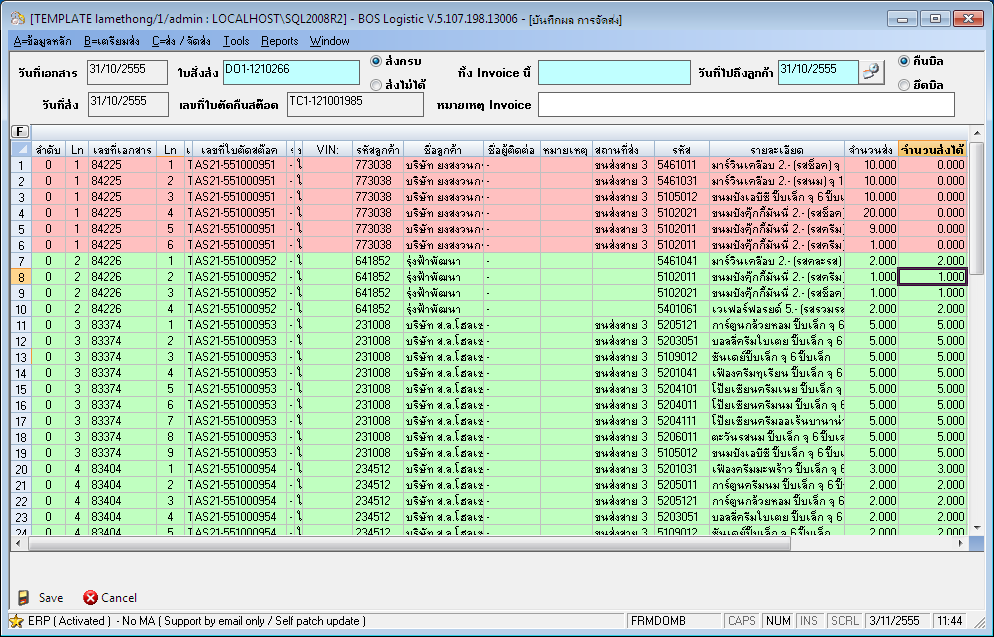 [TEMPLATE lamethong/1/admin : LOCALHOST\SQL2008R2] - BOS Logistic V.5.107.198.13006 - [บันทึกผล การจัดส่ง]
A=ข้อมูลหลัก B=เตรียมส่ง C=ส่ง / จัดส่ง Tools Reports Window
วันที่เอกสาร 31/10/2555 ใบสั่งส่ง DO1-1210266 ส่งครบ ส่งไม่ได้ ทิ้ง Invoice นี้ วันที่ไปถึงลูกค้า 31/10/2555 คืนบิล ยึดบิล
วันที่ส่ง 31/10/2555 เลขที่ใบตัดคืนสต๊อค TC1-121001985 หมายเหตุ Invoice
F
ลำดับ Ln เลขที่เอกสาร Ln เลขที่ใบตัดสต๊อค VIN: รหัสลูกค้า ชื่อลูกค้า ชื่อผู้ติดต่อ หมายเหตุ สถานที่ส่ง รหัส รายละเอียด จำนวนส่ง จำนวนส่งได้
1 0 1 84225 1 TAS21-551000951 - 773038 บริษัท ยงสงวนก - ขนส่งสาย 3 5461011 มาร์วินเคลือบ 2.- (รสช็อค) จุ 10.000 0.000
2 0 1 84225 2 TAS21-551000951 - 773038 บริษัท ยงสงวนก - ขนส่งสาย 3 5461031 มาร์วินเคลือบ 2.- (รสนม) จุ 1 10.000 0.000
3 0 1 84225 3 TAS21-551000951 - 773038 บริษัท ยงสงวนก - ขนส่งสาย 3 5105012 ขนมปังเอบีซี ปี๊บเล็ก จุ 6 ปี๊บ 10.000 0.000
4 0 1 84225 4 TAS21-551000951 - 773038 บริษัท ยงสงวนก - ขนส่งสาย 3 5102021 ขนมปังคุ๊กกี้มันนี่ 2.- (รสช็อค 20.000 0.000
5 0 1 84225 5 TAS21-551000951 - 773038 บริษัท ยงสงวนก - ขนส่งสาย 3 5102011 ขนมปังคุ๊กกี้มันนี่ 2.- (รสครีม 9.000 0.000
6 0 1 84225 6 TAS21-551000951 - 773038 บริษัท ยงสงวนก - ขนส่งสาย 3 5102011 ขนมปังคุ๊กกี้มันนี่ 2.- (รสครีม 1.000 0.000
7 0 2 84226 1 TAS21-551000952 - 641852 รุ่งฟ้าพัฒนา - 5461041 มาร์วินเคลือบ 2.- (รสคละรส) 2.000 2.000
8 0 2 84226 2 TAS21-551000952 - 641852 รุ่งฟ้าพัฒนา - 5102011 ขนมปังคุ๊กกี้มันนี่ 2.- (รสครีม 1.000 1.000
9 0 2 84226 3 TAS21-551000952 - 641852 รุ่งฟ้าพัฒนา - 5102021 ขนมปังคุ๊กกี้มันนี่ 2.- (รสช็อค 1.000 1.000
10 0 2 84226 4 TAS21-551000952 - 641852 รุ่งฟ้าพัฒนา - 5401061 เวเฟอร์ฟอรยดี 5.- (รสรวมรส 2.000 2.000
11 0 3 83374 1 TAS21-551000953 - 231008 บริษัท ส.ล.โฮลเซ - ขนส่งสาย 3 5205121 การ์ตูนกล้วยหอม ปี๊บเล็ก จุ 6 5.000 5.000
12 0 3 83374 2 TAS21-551000953 - 231008 บริษัท ส.ล.โฮลเซ - ขนส่งสาย 3 5203051 บอลลี่ครีมใบเตย ปี๊บเล็ก จุ 6 5.000 5.000
13 0 3 83374 3 TAS21-551000953 - 231008 บริษัท ส.ล.โฮลเซ - ขนส่งสาย 3 5109012 ซันเดย์ปี๊บเล็ก จุ 6 ปี๊บเล็ก 5.000 5.000
14 0 3 83374 4 TAS21-551000953 - 231008 บริษัท ส.ล.โฮลเซ - ขนส่งสาย 3 5201041 เฟืองครีมทุเรียน ปี๊บเล็ก จุ 6 5.000 5.000
15 0 3 83374 5 TAS21-551000953 - 231008 บริษัท ส.ล.โฮลเซ - ขนส่งสาย 3 5204101 โป๊ยเซียนครีมเนย ปี๊บเล็ก จุ 5.000 5.000
16 0 3 83374 6 TAS21-551000953 - 231008 บริษัท ส.ล.โฮลเซ - ขนส่งสาย 3 5204011 โป๊ยเซียนครีมนม ปี๊บเล็ก จุ 6 5.000 5.000
17 0 3 83374 7 TAS21-551000953 - 231008 บริษัท ส.ล.โฮลเซ - ขนส่งสาย 3 5204111 โป๊ยเซียนครีมออเร้นบานาน่ 5.000 5.000
18 0 3 83374 8 TAS21-551000953 - 231008 บริษัท ส.ล.โฮลเซ - ขนส่งสาย 3 5206011 ตะวันรสนม ปี๊บเล็ก จุ 6 ปี๊บเล 5.000 5.000
19 0 3 83374 9 TAS21-551000953 - 231008 บริษัท ส.ล.โฮลเซ - ขนส่งสาย 3 5105012 ขนมปังเอบีซี ปี๊บเล็ก จุ 6 ปี๊บ 5.000 5.000
20 0 4 83404 1 TAS21-551000954 - 234512 บริษัท ส.ล.โฮลเซ - ขนส่งสาย 3 5201031 เฟืองครีมมะพร้าว ปี๊บเล็ก จุ 3.000 3.000
21 0 4 83404 2 TAS21-551000954 - 234512 บริษัท ส.ล.โฮลเซ - ขนส่งสาย 3 5205011 การ์ตูนครีมนม ปี๊บเล็ก จุ 6 ปี๊ 2.000 2.000
22 0 4 83404 3 TAS21-551000954 - 234512 บริษัท ส.ล.โฮลเซ - ขนส่งสาย 3 5205121 การ์ตูนกล้วยหอม ปี๊บเล็ก จุ 6 2.000 2.000
23 0 4 83404 4 TAS21-551000954 - 234512 บริษัท ส.ล.โฮลเซ - ขนส่งสาย 3 5203051 บอลลี่ครีมใบเตย ปี๊บเล็ก จุ 6 2.000 2.000
24 0 4 83404 5 TAS21-551000954 - 234512 บริษัท ส.ล.โฮลเซ - ขนส่งสาย 3 5109012 ซันเดย์ปี๊บเล็ก จุ 6 ปี๊บเล็ก 2.000 2.000
Save Cancel
ERP ( Activated ) - No MA ( Support by email only / Self patch update ) FRMDOMB CAPS NUM INS SCRL 3/11/2555 11:44